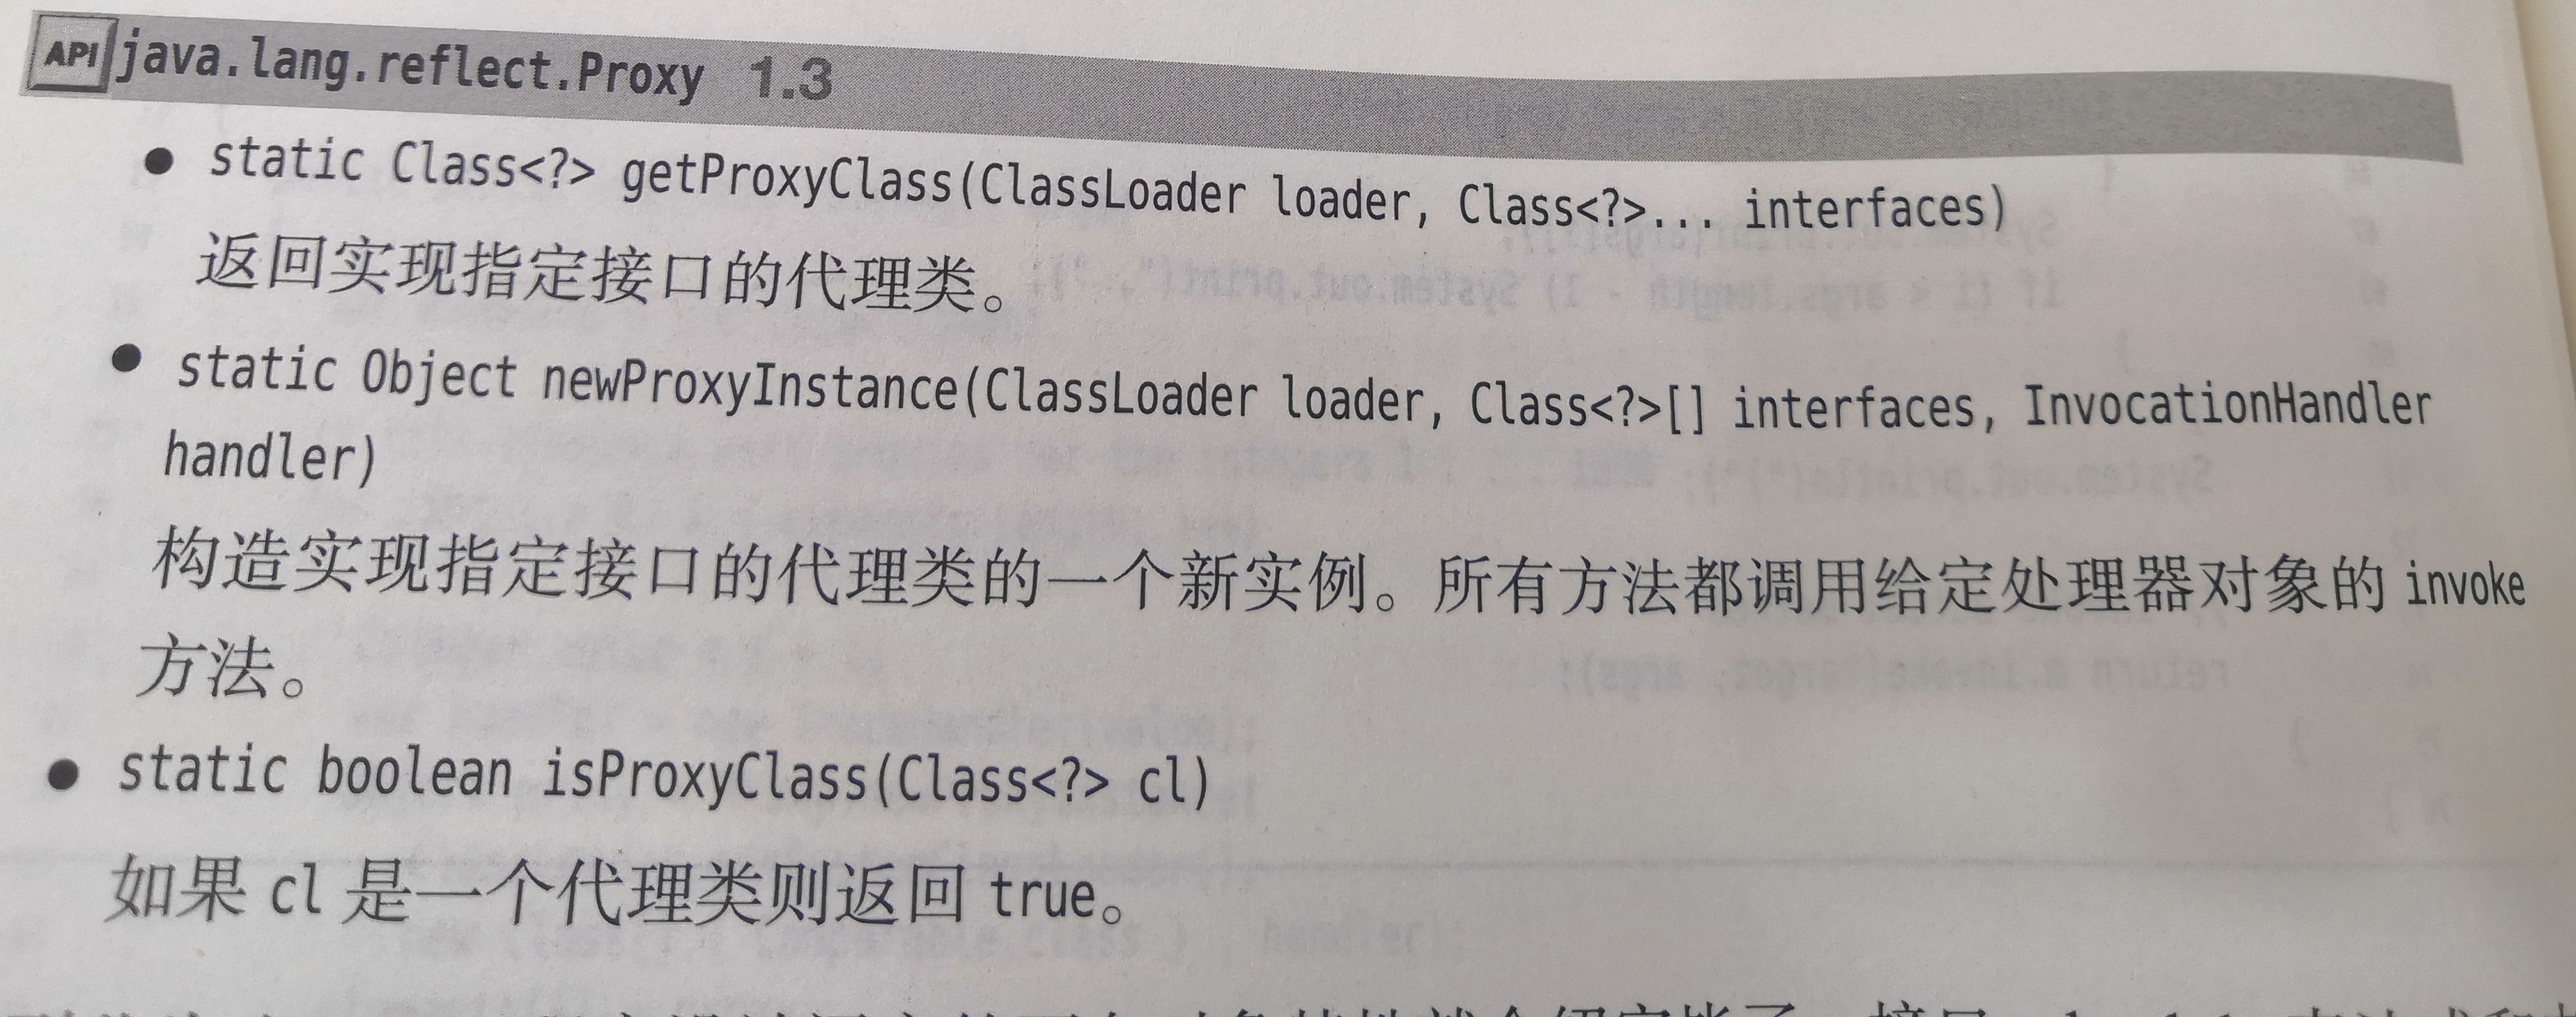 API java.lang.reflect.Proxy 1.3
● static Class<?> getProxyClass(ClassLoader loader, Class<?>... interfaces)
返回实现指定接口的代理类。
● static Object newProxyInstance(ClassLoader loader, Class<?>[] interfaces, InvocationHandler
handler)
构造实现指定接口的代理类的一个新实例。所有方法都调用给定处理器对象的 invoke
方法。
● static boolean isProxyClass(Class<?> cl)
如果 cl 是一个代理类则返回 true。